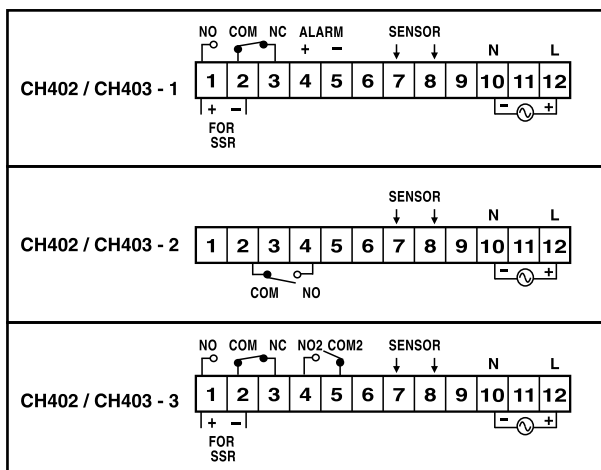 NO COM NC ALARM SENSOR
+ − N L
CH402 / CH403 - 1 1 2 3 4 5 6 7 8 9 10 11 12
+ − − +
FOR
SSR
SENSOR
N L
CH402 / CH403 - 2 1 2 3 4 5 6 7 8 9 10 11 12
− +
COM NO
NO COM NC NO2 COM2 SENSOR
N L
CH402 / CH403 - 3 1 2 3 4 5 6 7 8 9 10 11 12
+ − − +
FOR
SSR